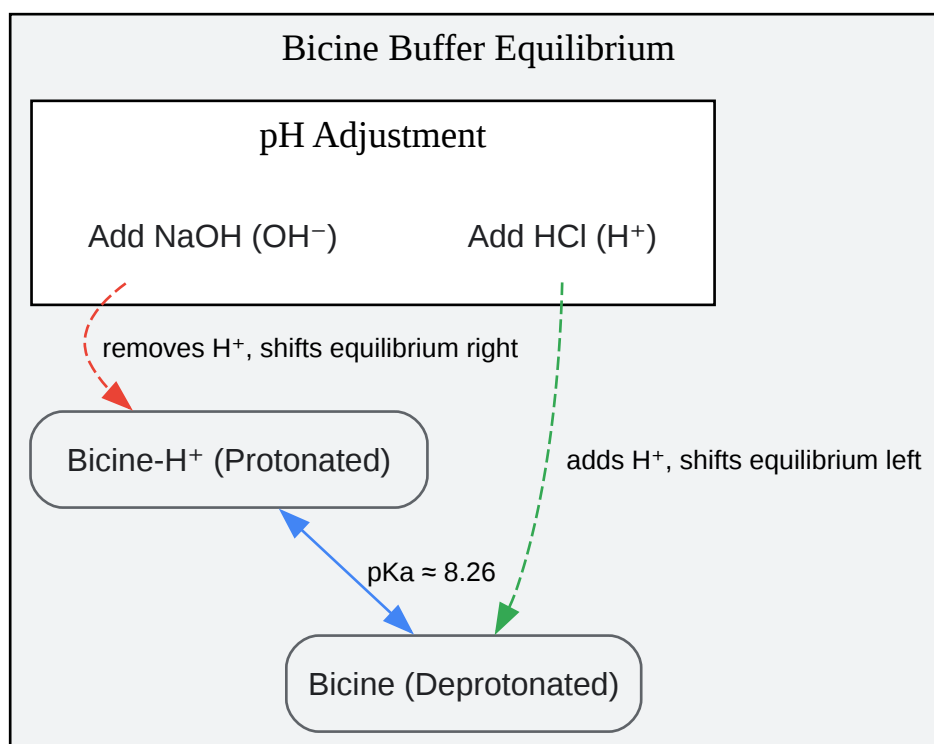 Bicine Buffer Equilibrium
pH Adjustment
Add NaOH (OH⁻)
Add HCl (H⁺)
removes H⁺, shifts equilibrium right
Bicine-H⁺ (Protonated)
adds H⁺, shifts equilibrium left
pKa ≈ 8.26
Bicine (Deprotonated)